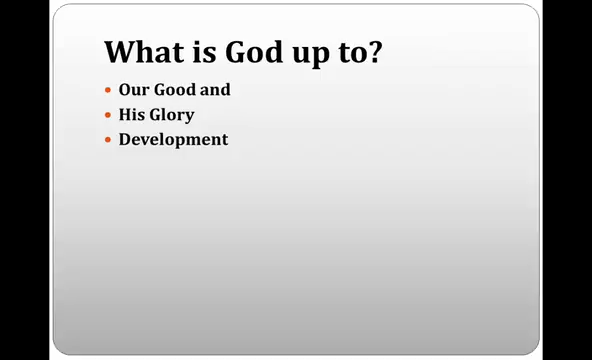 What is God up to?
• Our Good and
• His Glory
• Development